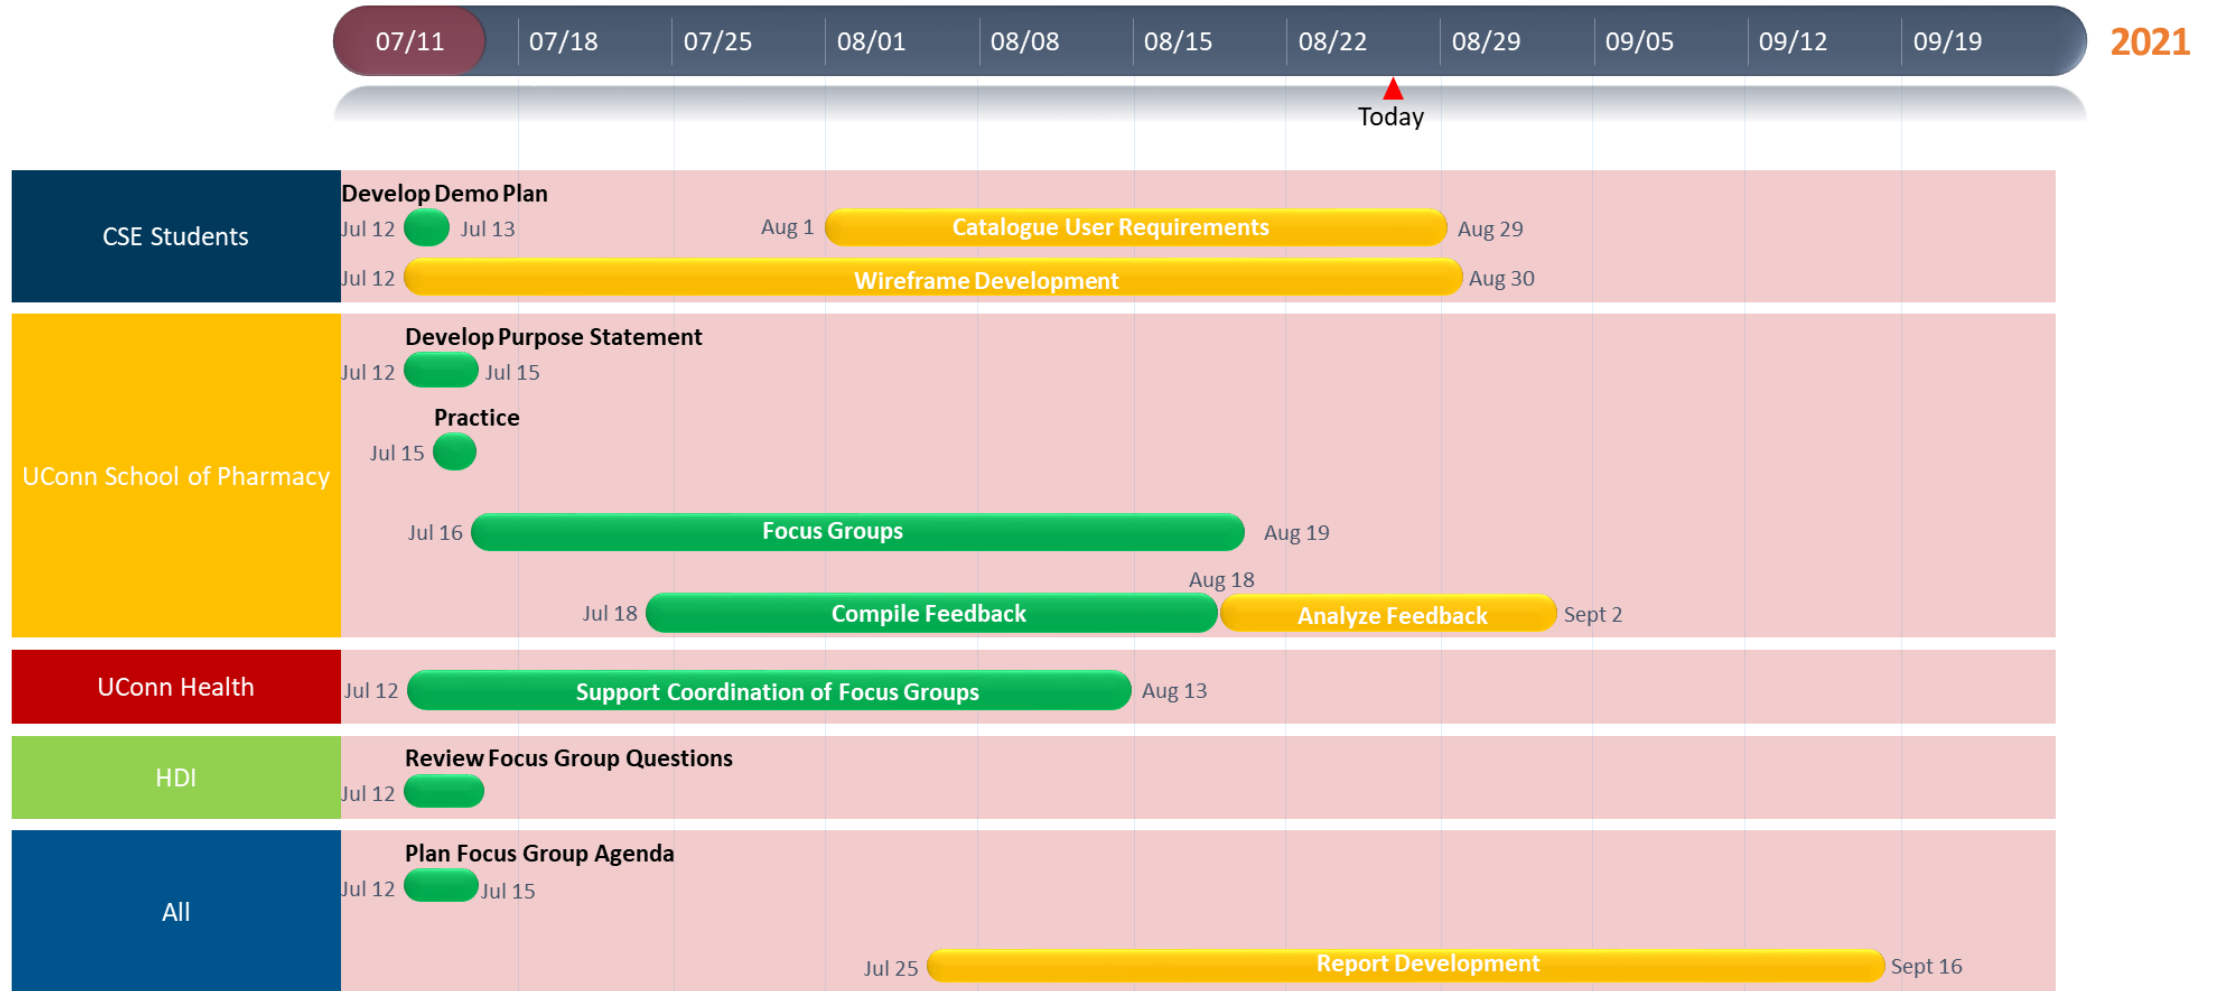 07/11 07/18 07/25 08/01 08/08 08/15 08/22 08/29 09/05 09/12 09/19 2021
Today
CSE Students
Develop Demo Plan
Jul 12 Jul 13 Aug 1 Catalogue User Requirements Aug 29
Jul 12 Wireframe Development Aug 30
UConn School of Pharmacy
Develop Purpose Statement
Jul 12 Jul 15
Practice
Jul 15
Jul 16 Focus Groups Aug 19
Aug 18
Jul 18 Compile Feedback Analyze Feedback Sept 2
UConn Health
Jul 12 Support Coordination of Focus Groups Aug 13
HDI
Review Focus Group Questions
Jul 12
All
Plan Focus Group Agenda
Jul 12 Jul 15
Jul 25 Report Development Sept 16